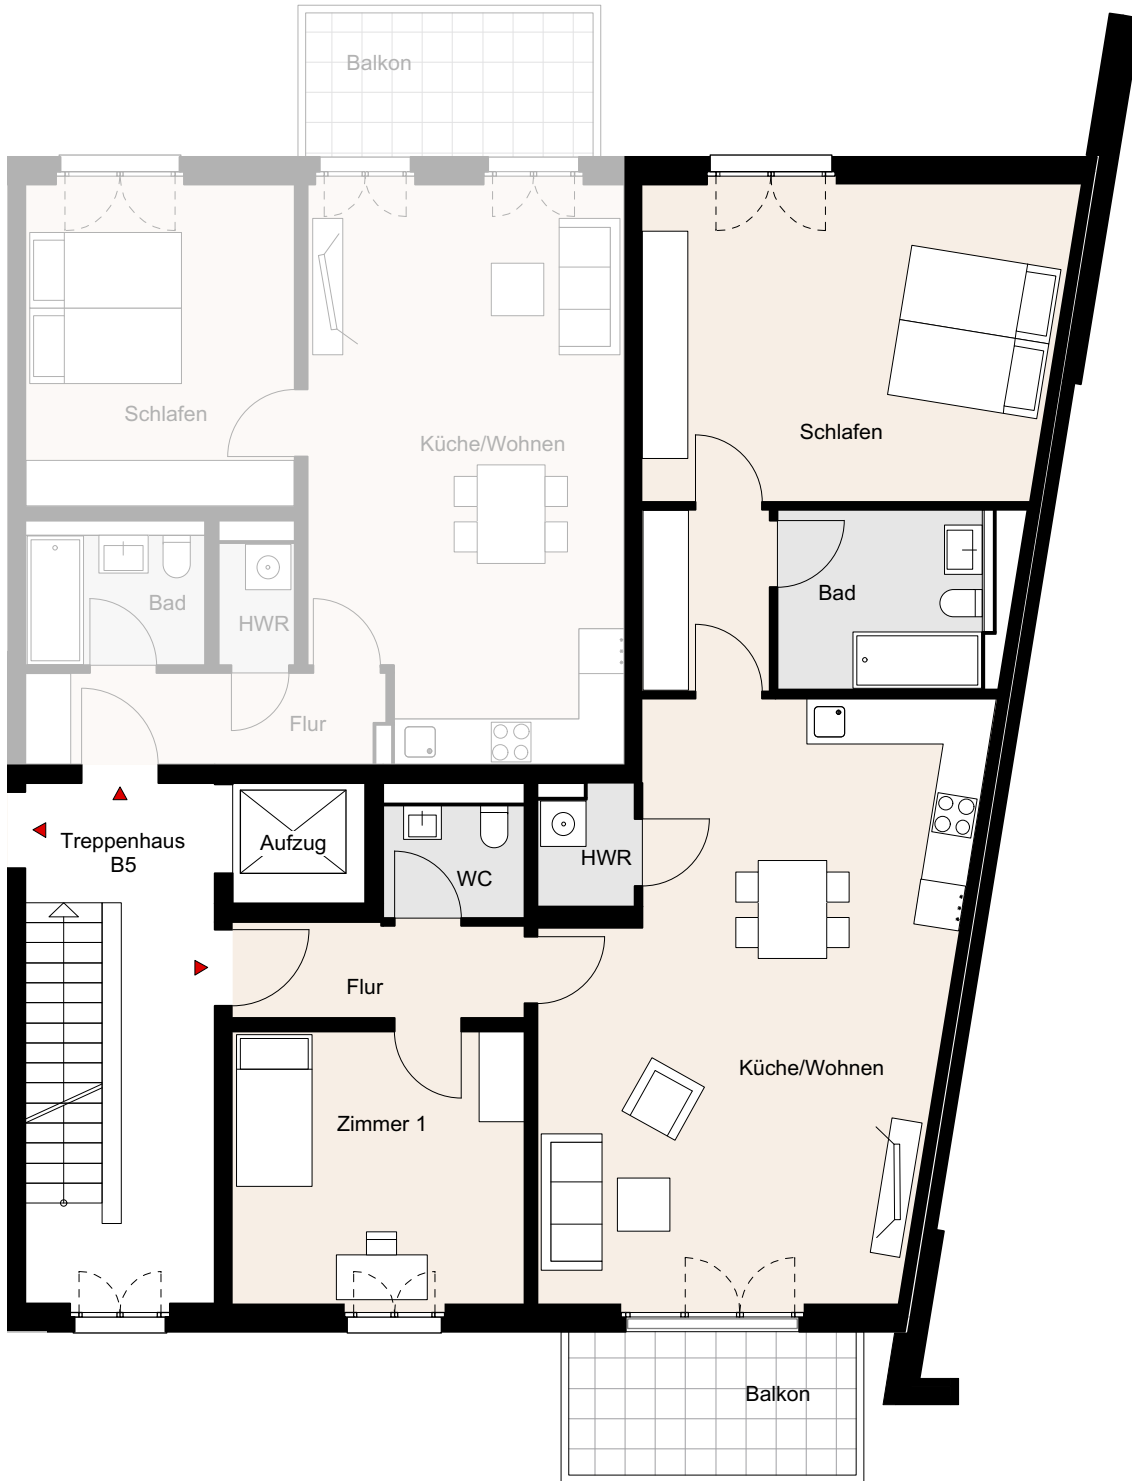 Balkon
Schlafen
Küche/Wohnen
Schlafen
Bad
HWR
Bad
Flur
Treppenhaus
B5
Aufzug
WC
HWR
Flur
Küche/Wohnen
Zimmer 1
Balkon